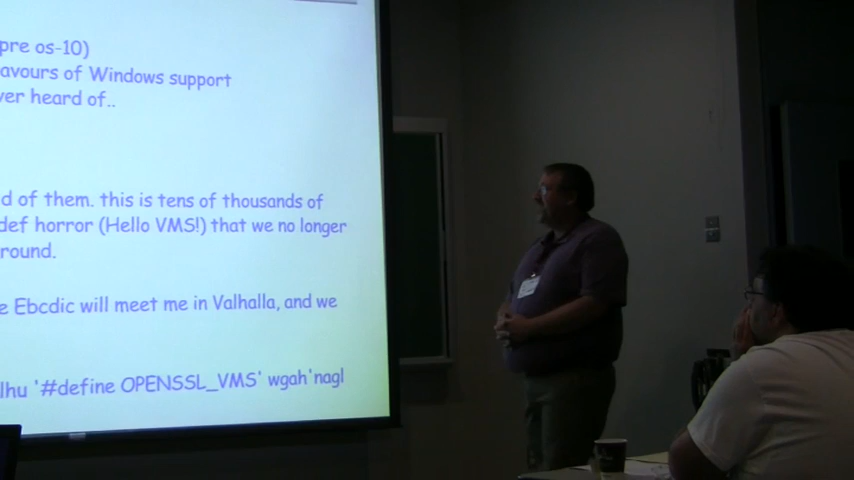 pre os-10)
avours of Windows support
ver heard of..
d of them. this is tens of thousands of
def horror (Hello VMS!) that we no longer
round.
e Ebcdic will meet me in Valhalla, and we
lhu '#define OPENSSL_VMS' wgah'nagl